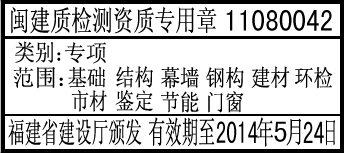 闽建质检测资质专用章 11080042
类别: 专项
范围: 基础 结构 幕墙 钢构 建材 环检
市材 鉴定 节能 门窗
福建省建设厅颁发 有效期至2014年5月24日